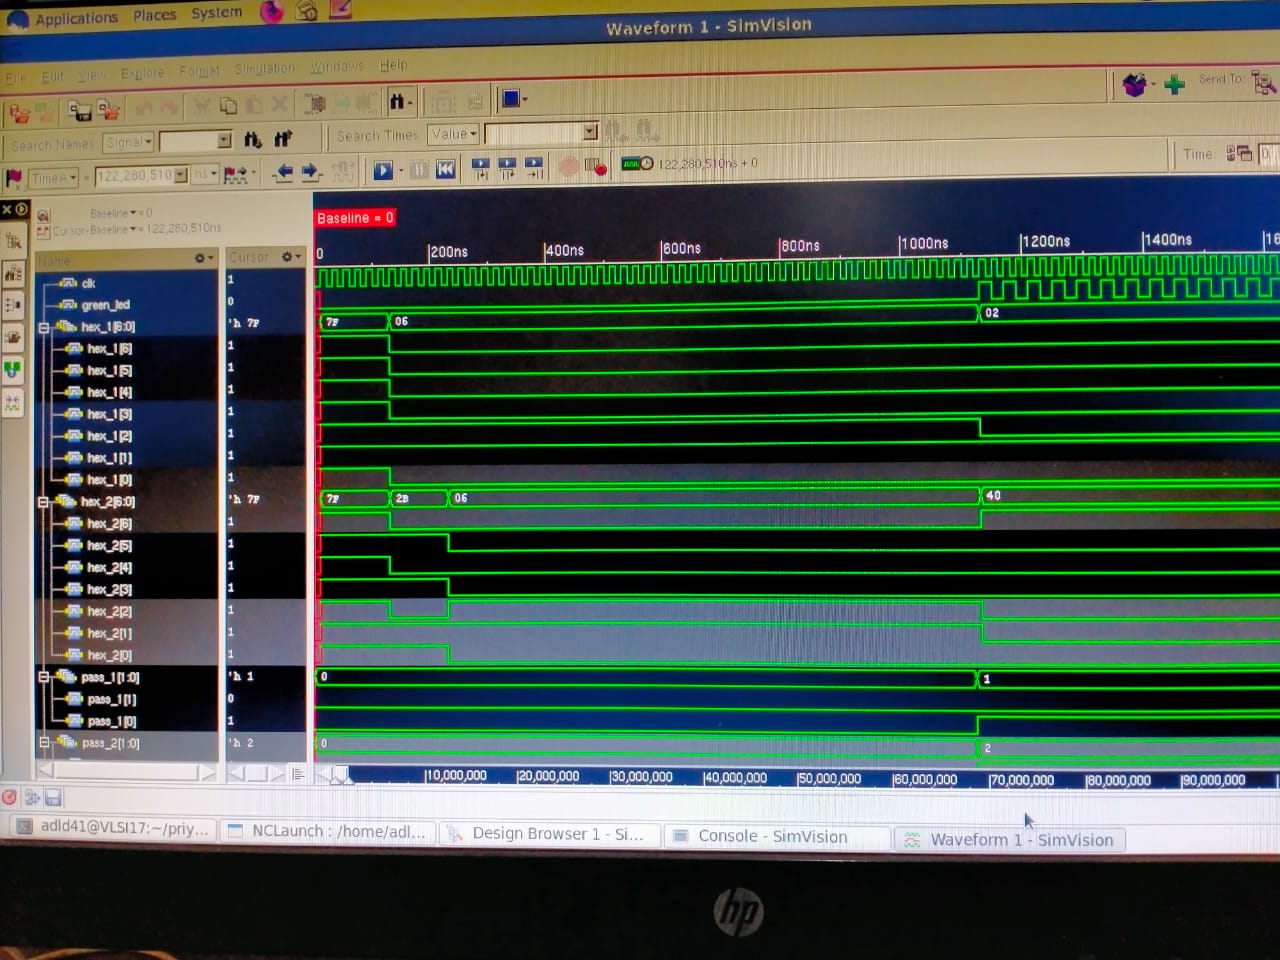 Applications Places System
Waveform 1 - SimVision
File Edit View Explore Format Simulation Windows Help
Send To:
Search Names: Signal
Search Times: Value
TimeA = 122,280,510 ns
122,280,510ns + 0
Time: 0
Baseline = 0
Cursor-Baseline = 122,280,510ns
Baseline = 0
Name Cursor
0 200ns 400ns 600ns 800ns 1000ns 1200ns 1400ns
clk 1
green_led 0
hex_1[6:0] 'h 7F 7F 06 02
hex_1[6] 1
hex_1[5] 1
hex_1[4] 1
hex_1[3] 1
hex_1[2] 1
hex_1[1] 1
hex_1[0] 1
hex_2[6:0] 'h 7F 7F 2B 06 40
hex_2[6] 1
hex_2[5] 1
hex_2[4] 1
hex_2[3] 1
hex_2[2] 1
hex_2[1] 1
hex_2[0] 1
pass_1[1:0] 'h 1 0 1
pass_1[1] 0
pass_1[0] 1
pass_2[1:0] 'h 2 0 2
10,000,000 20,000,000 30,000,000 40,000,000 50,000,000 60,000,000 70,000,000 80,000,000 90,000,000
adld41@VLSI17:~/priy...
NCLaunch : /home/adl...
Design Browser 1 - Si...
Console - SimVision
Waveform 1 - SimVision
hp